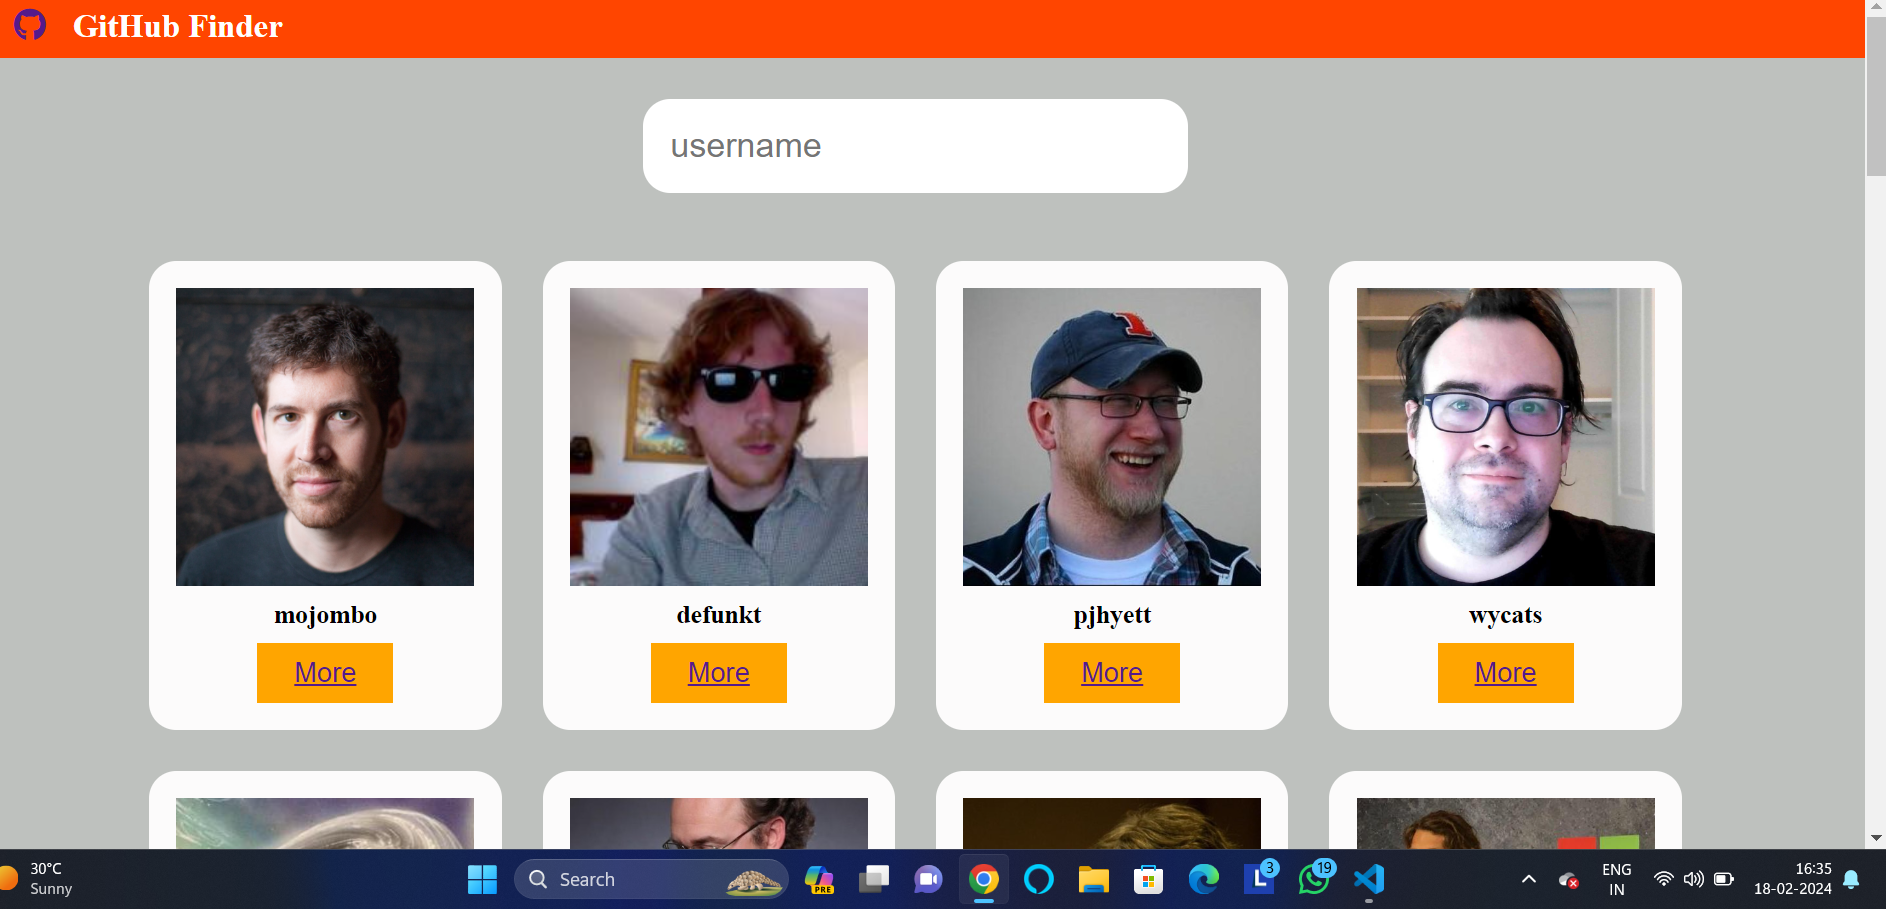 GitHub Finder
username
mojombo
defunkt
pjhyett
wycats
More
More
More
More
30°C
Sunny
Search
PRE
L
3
19
ENG
IN
16:35
18-02-2024